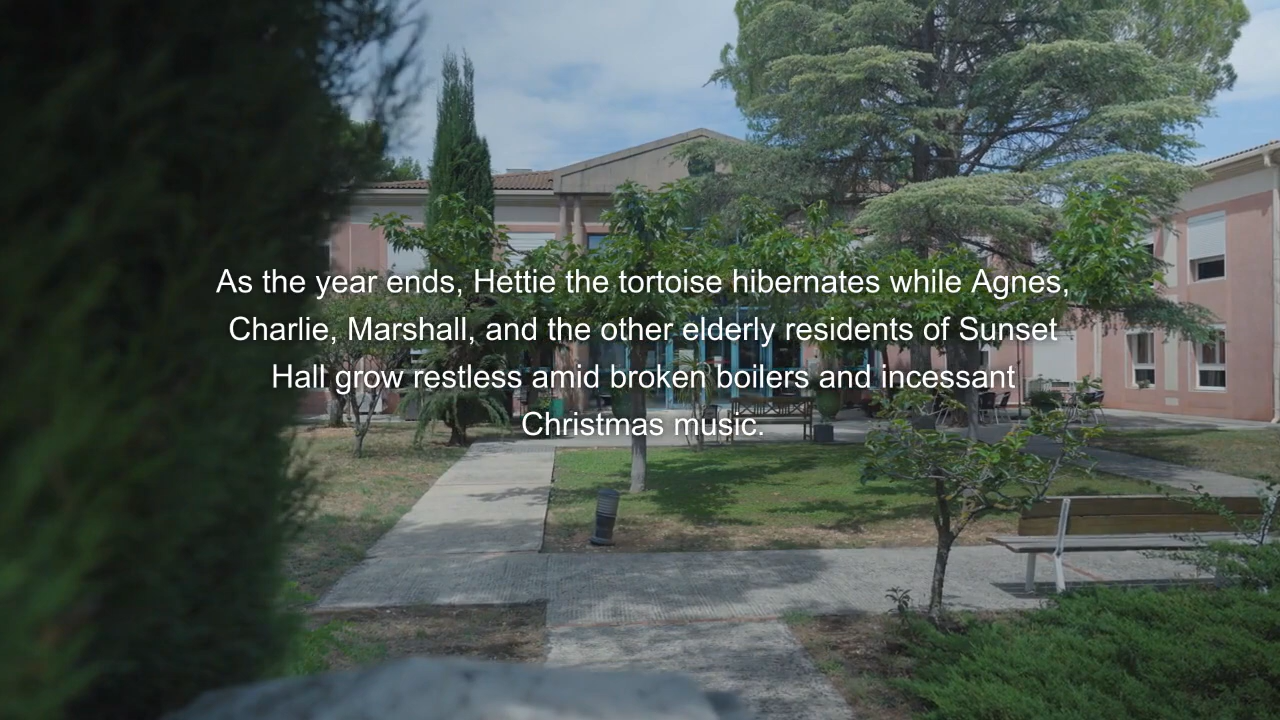 As the year ends, Hettie the tortoise hibernates while Agnes,
Charlie, Marshall, and the other elderly residents of Sunset
Hall grow restless amid broken boilers and incessant
Christmas music.